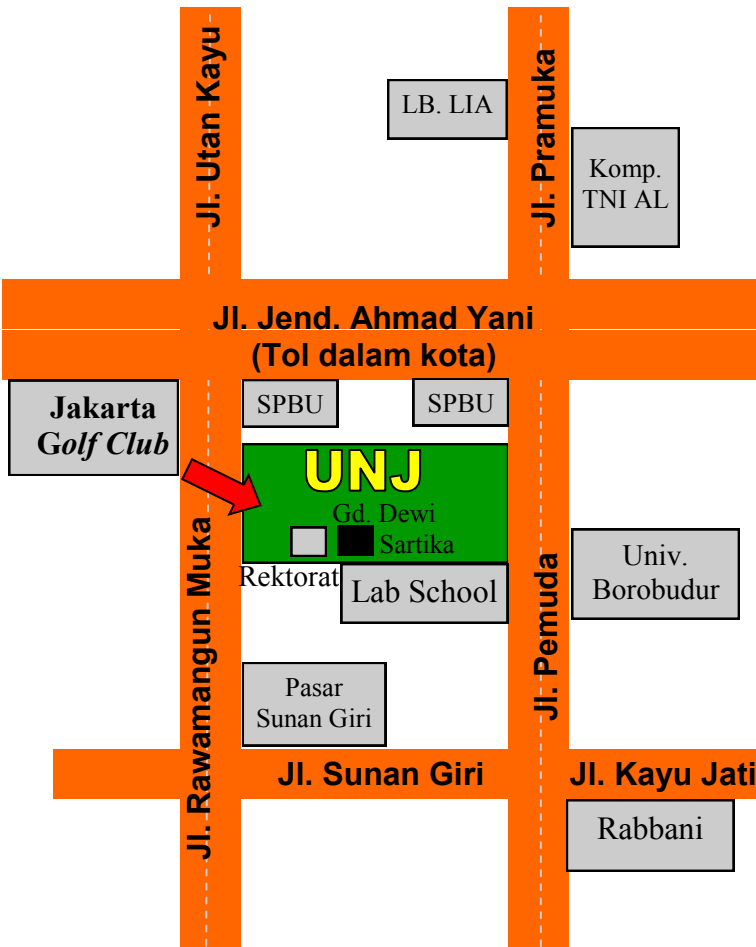 Jl. Utan Kayu
LB. LIA
Jl. Pramuka
Komp.
TNI AL
Jl. Jend. Ahmad Yani
(Tol dalam kota)
Jakarta
Golf Club
SPBU
SPBU
UNJ
Gd. Dewi
Sartika
Rektorat
Lab School
Univ.
Borobudur
Jl. Rawamangun Muka
Jl. Pemuda
Pasar
Sunan Giri
Jl. Sunan Giri
Jl. Kayu Jati
Rabbani